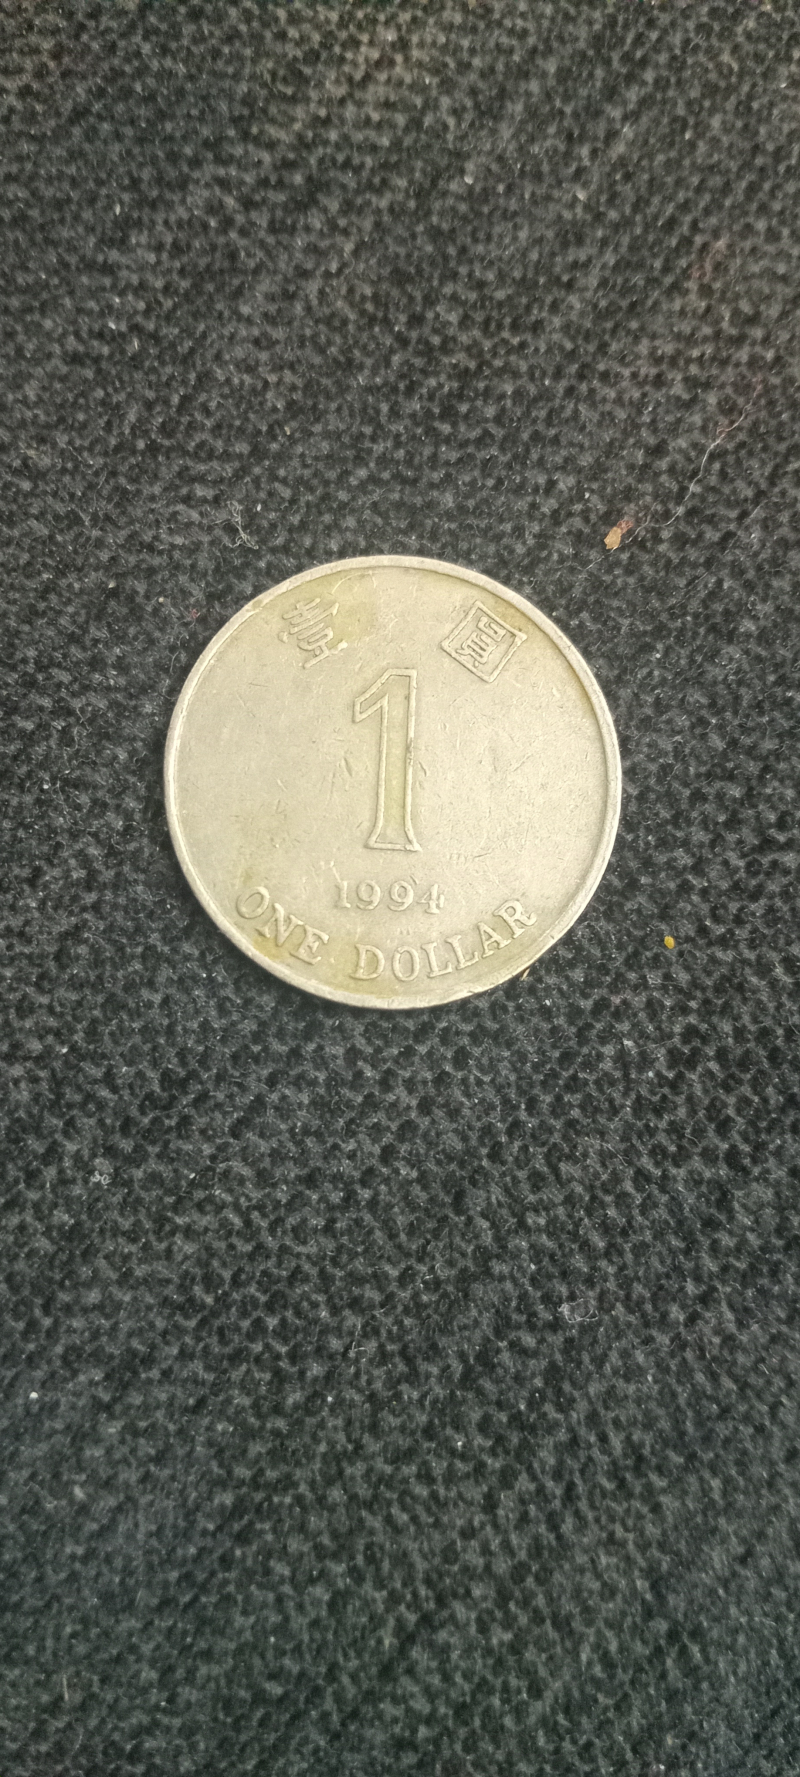 壹 圓
1
1994
ONE DOLLAR